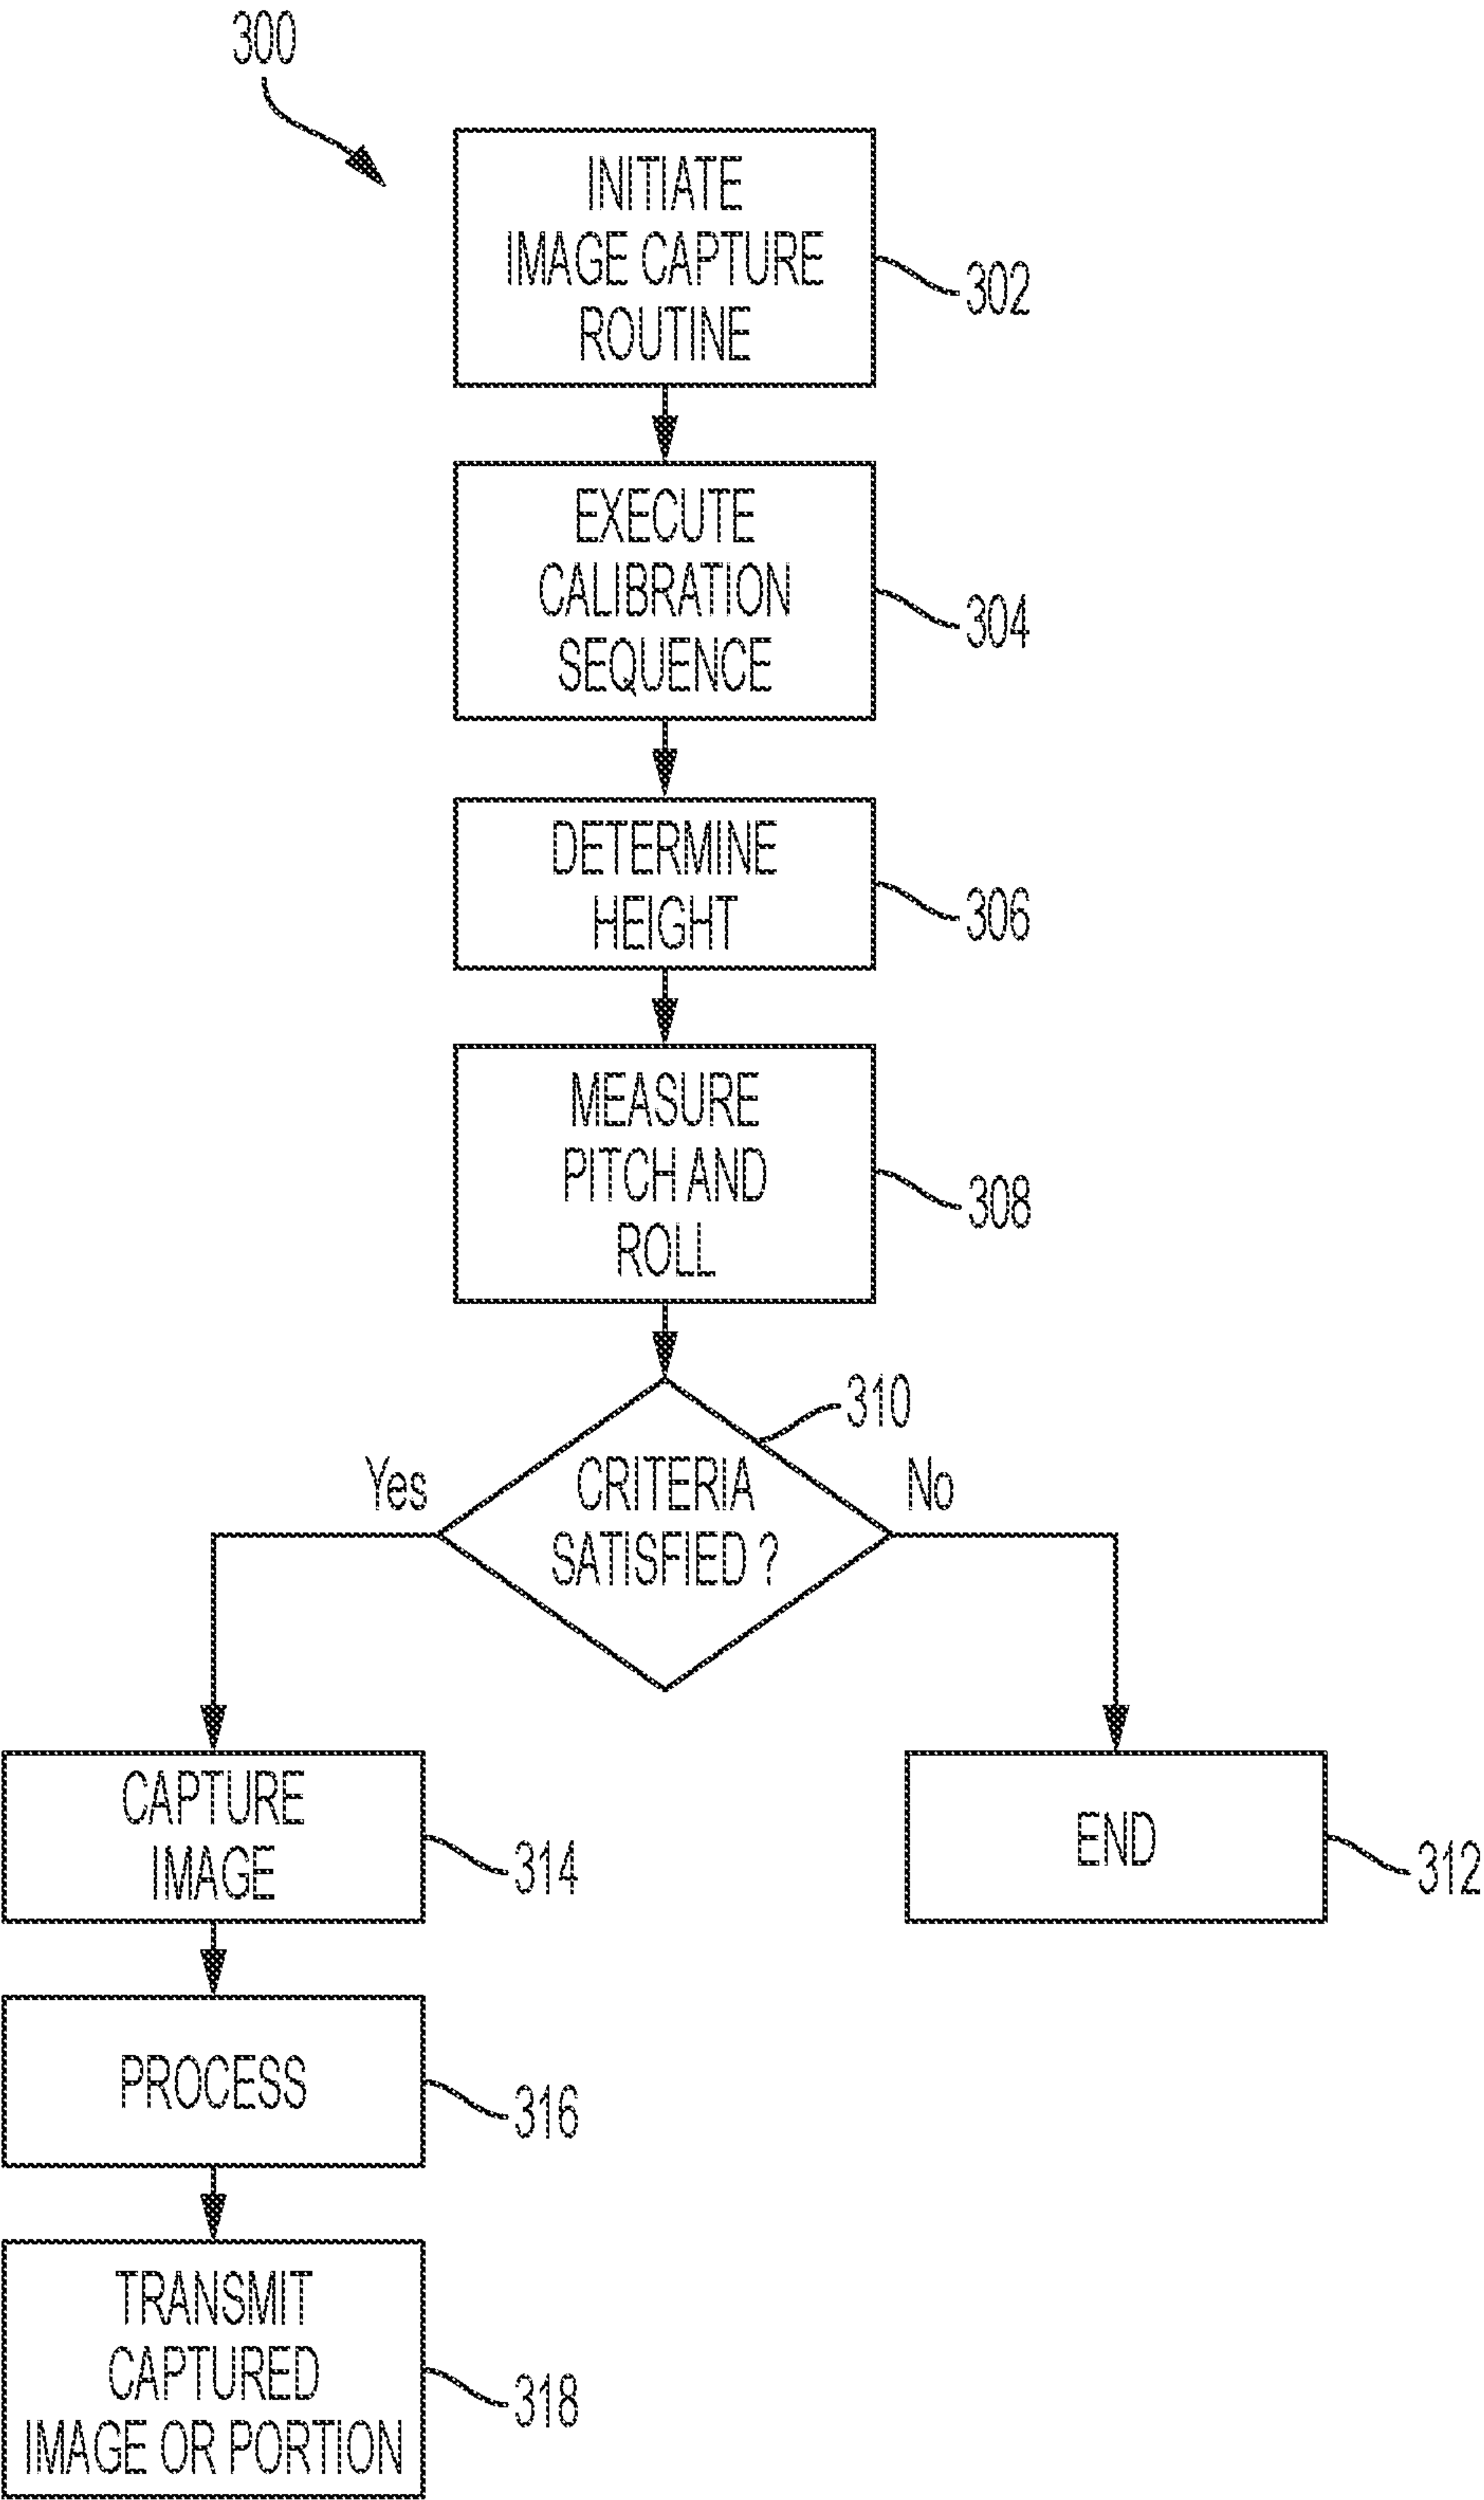 300
INITIATE
IMAGE CAPTURE
ROUTINE
302
EXECUTE
CALIBRATION
SEQUENCE
304
DETERMINE
HEIGHT
306
MEASURE
PITCH AND
ROLL
308
310
Yes
CRITERIA
SATISFIED ?
No
CAPTURE
IMAGE
314
END
312
PROCESS
316
TRANSMIT
CAPTURED
IMAGE OR PORTION
318